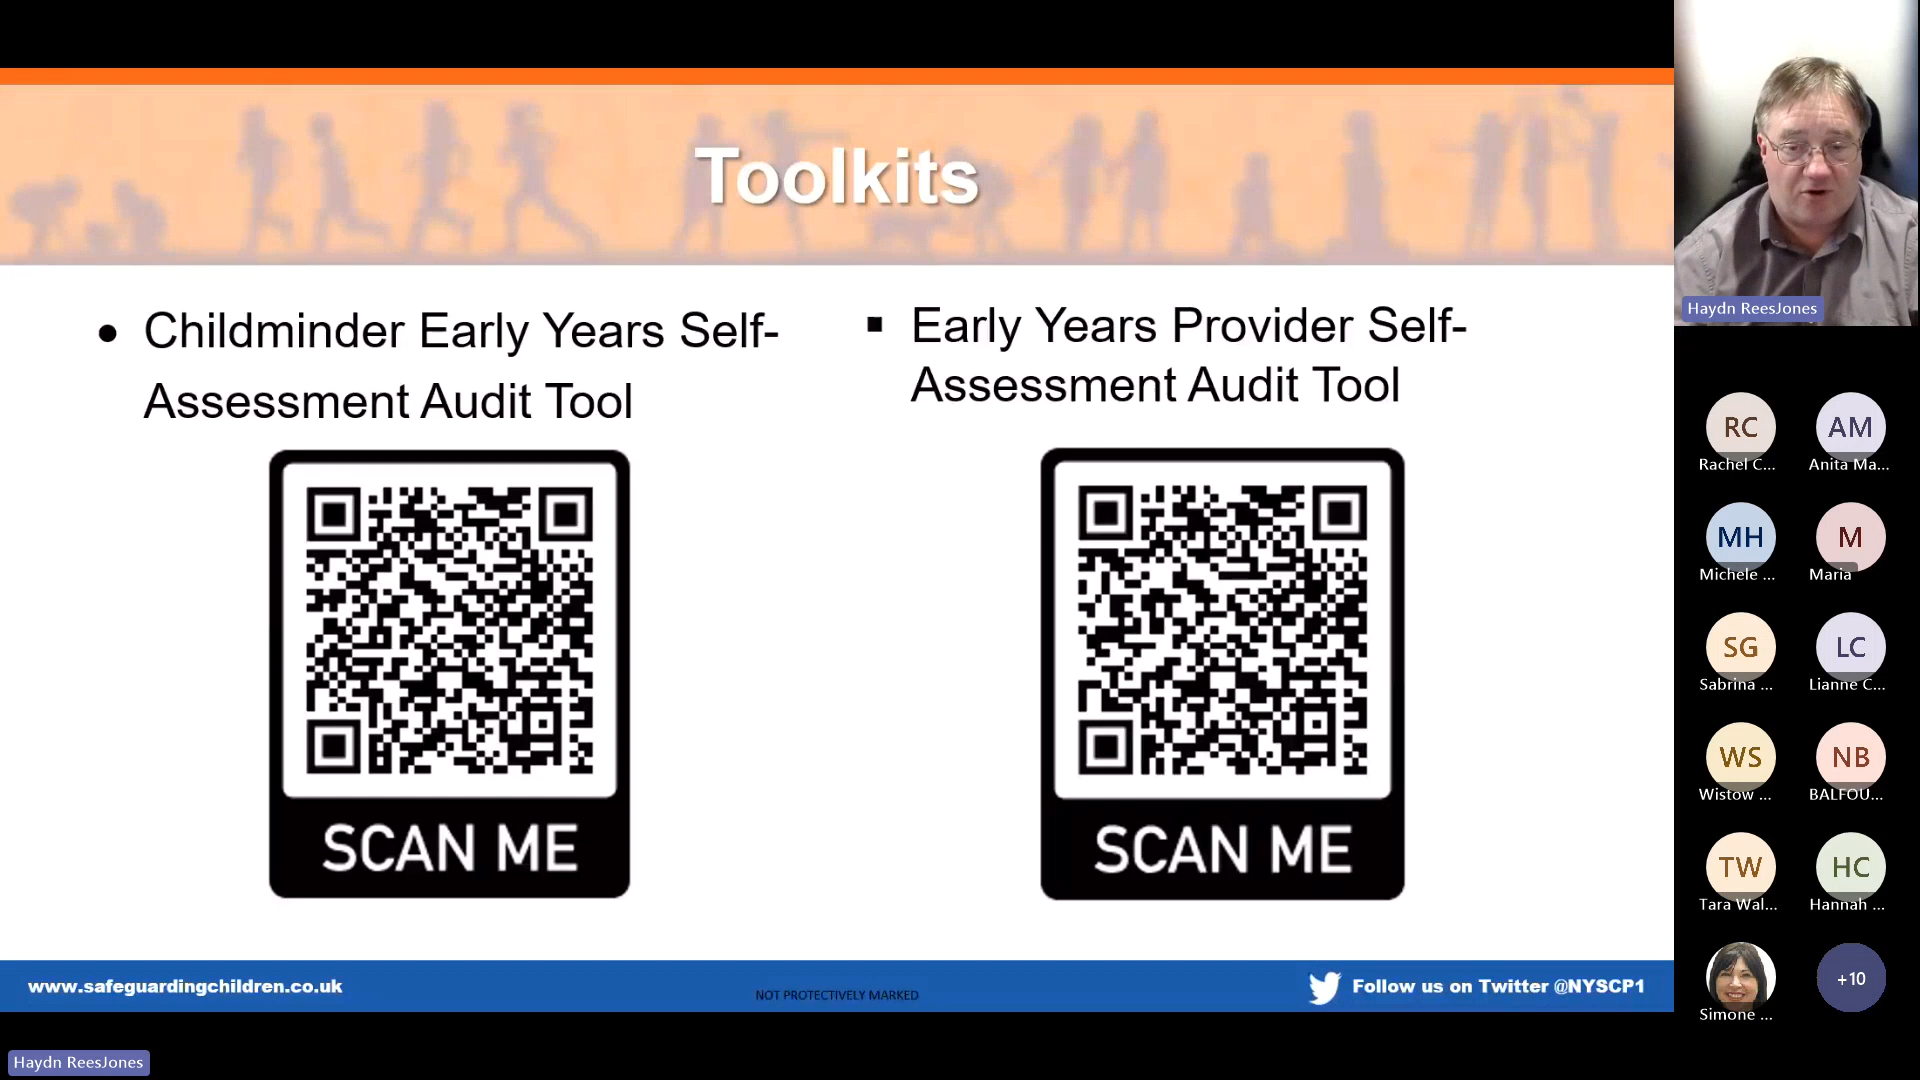 Toolkits
Childminder Early Years Self-
Assessment Audit Tool
Early Years Provider Self-
Assessment Audit Tool
SCAN ME
SCAN ME
www.safeguardingchildren.co.uk
NOT PROTECTIVELY MARKED
Follow us on Twitter @NYSCP1
Haydn ReesJones
Haydn ReesJones
RC
AM
Rachel C...
Anita Ma...
MH
M
Michele ...
Maria
SG
LC
Sabrina ...
Lianne C...
WS
NB
Wistow ...
BALFOU...
TW
HC
Tara Wal...
Hannah ...
+10
Simone ...